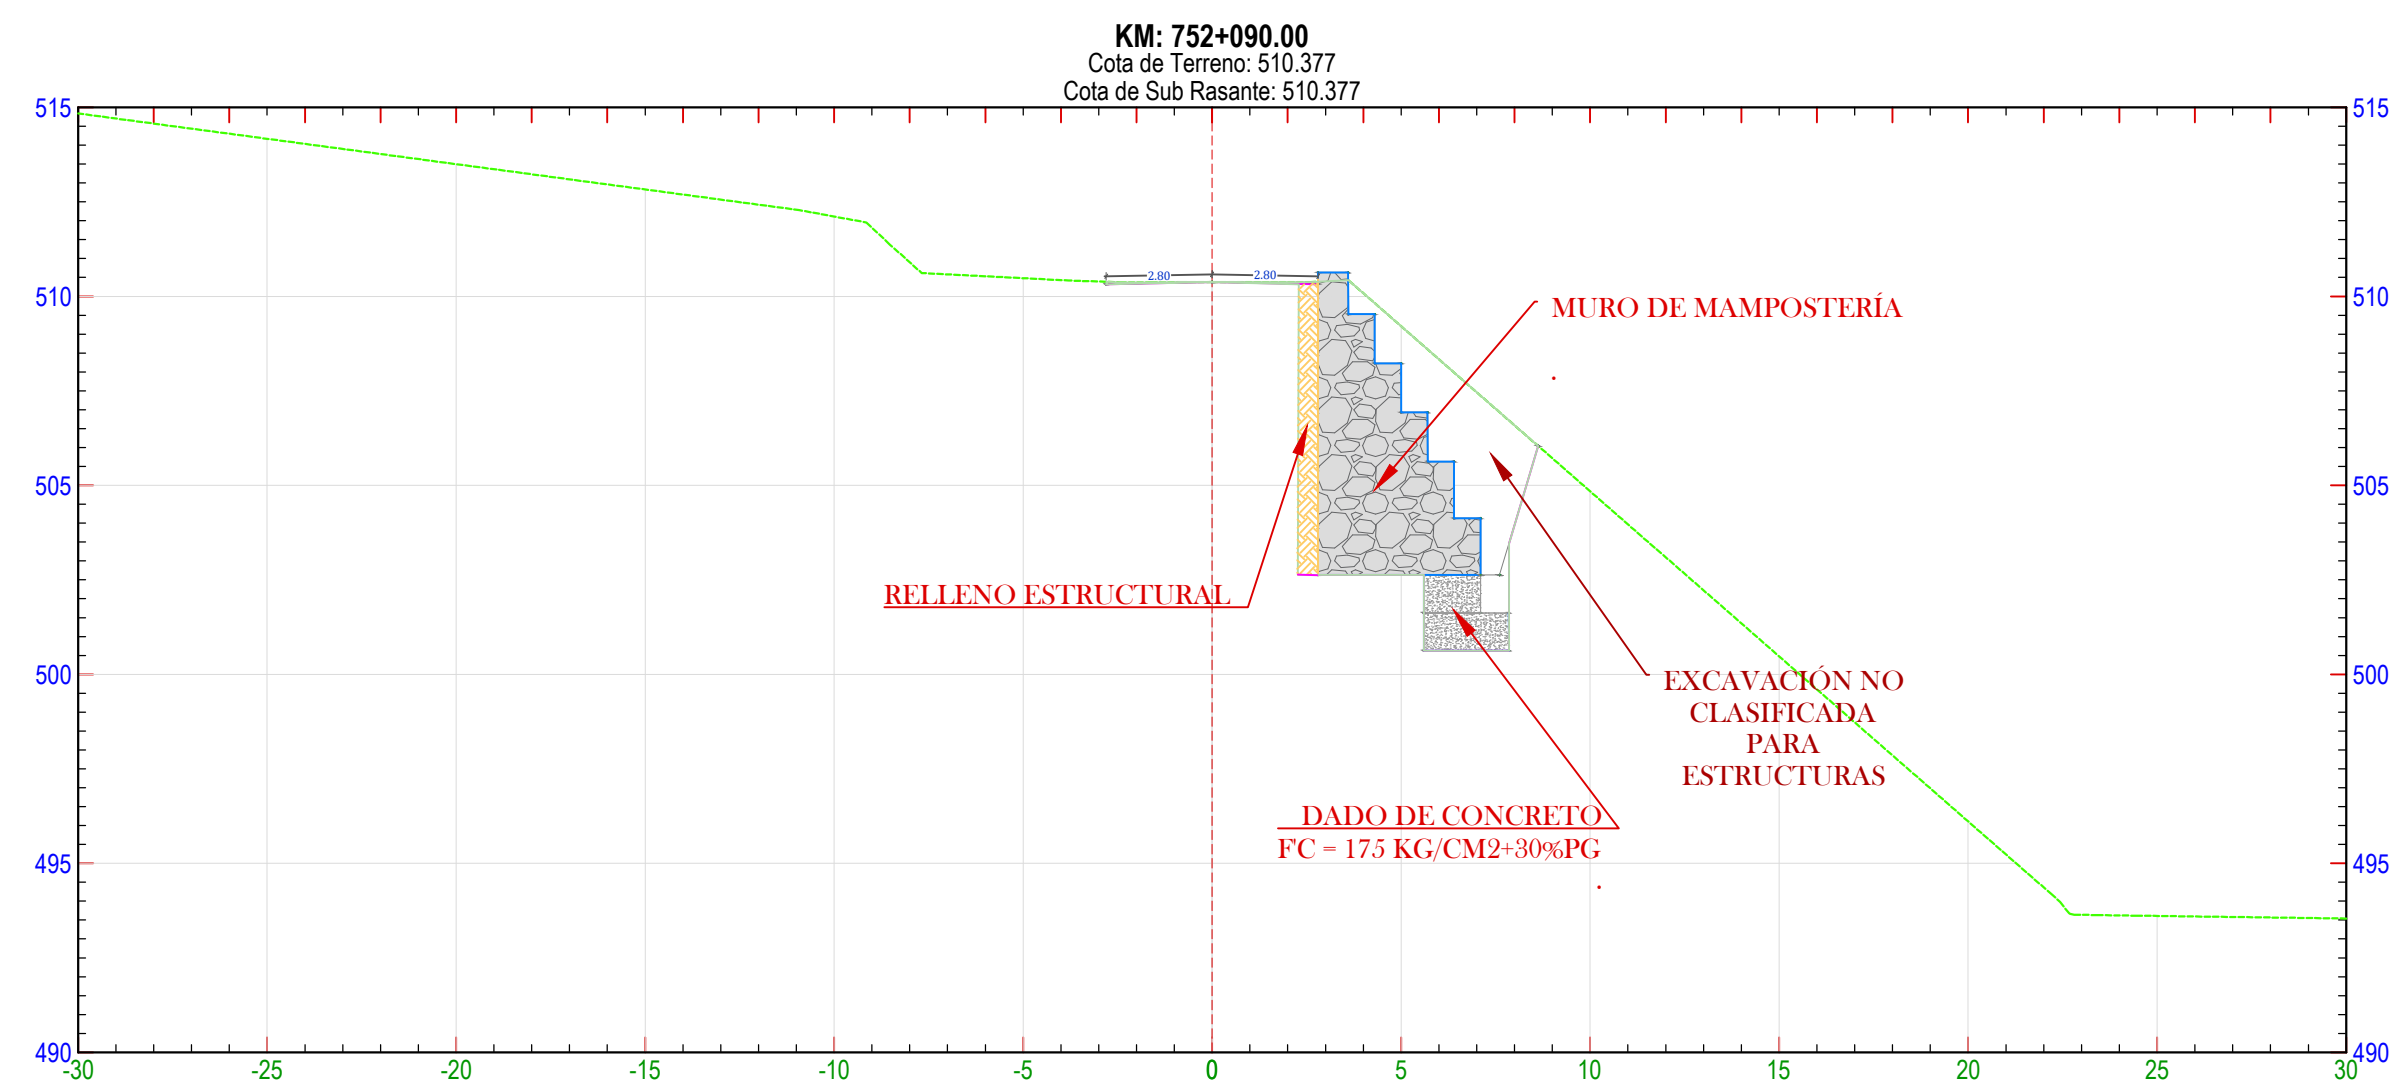 KM: 752+090.00
Cota de Terreno: 510.377
Cota de Sub Rasante: 510.377
515
515
2.80
2.80
510
510
MURO DE MAMPOSTERÍA
505
505
RELLENO ESTRUCTURAL
500
500
EXCAVACIÓN NO
CLASIFICADA
PARA
ESTRUCTURAS
DADO DE CONCRETO
F'C = 175 KG/CM2+30%PG
495
495
490
490
-30 -25 -20 -15 -10 -5 0 5 10 15 20 25 30